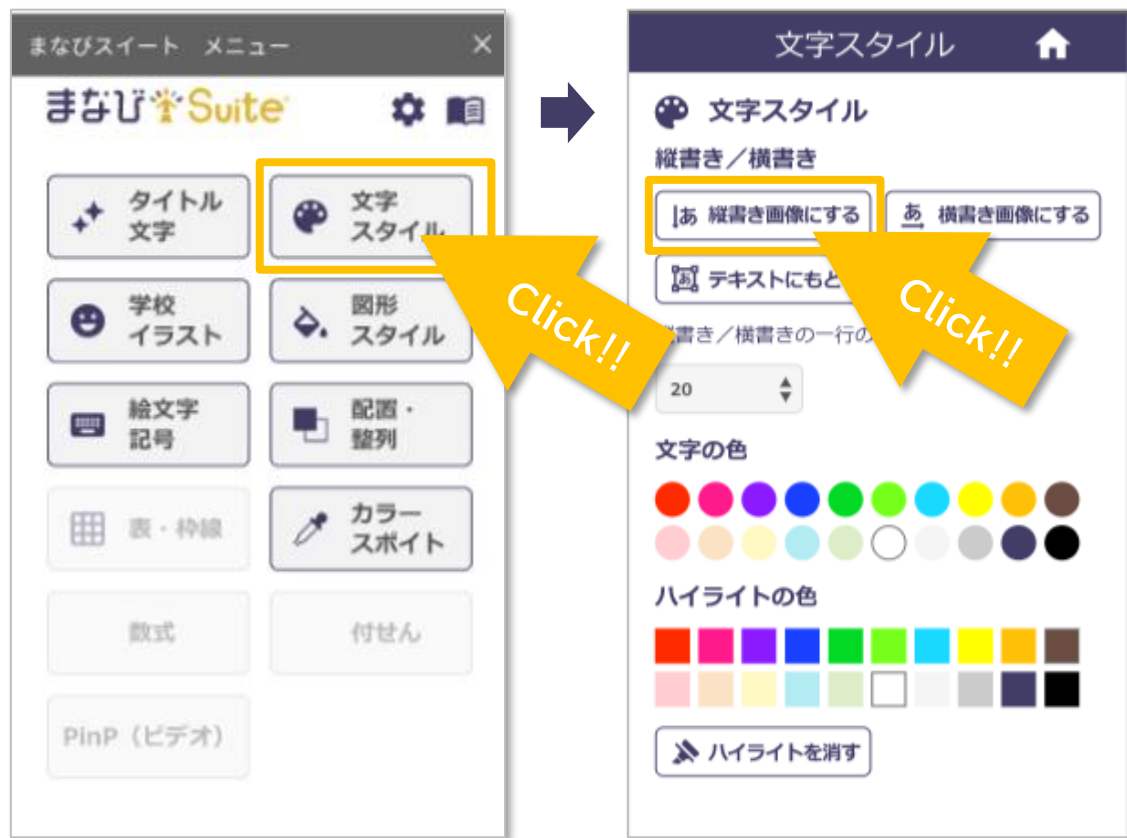 まなびスイート メニュー
まなび Suite
タイトル
文字
文字
スタイル
学校
イラスト
図形
スタイル
絵文字
記号
配置・
整列
表・枠線
カラー
スポイト
数式
付せん
PinP（ビデオ）
Click!!
文字スタイル
文字スタイル
縦書き／横書き
あ 縦書き画像にする
あ 横書き画像にする
あ テキストにもど
書き／横書きの一行の
20
Click!!
文字の色
ハイライトの色
ハイライトを消す